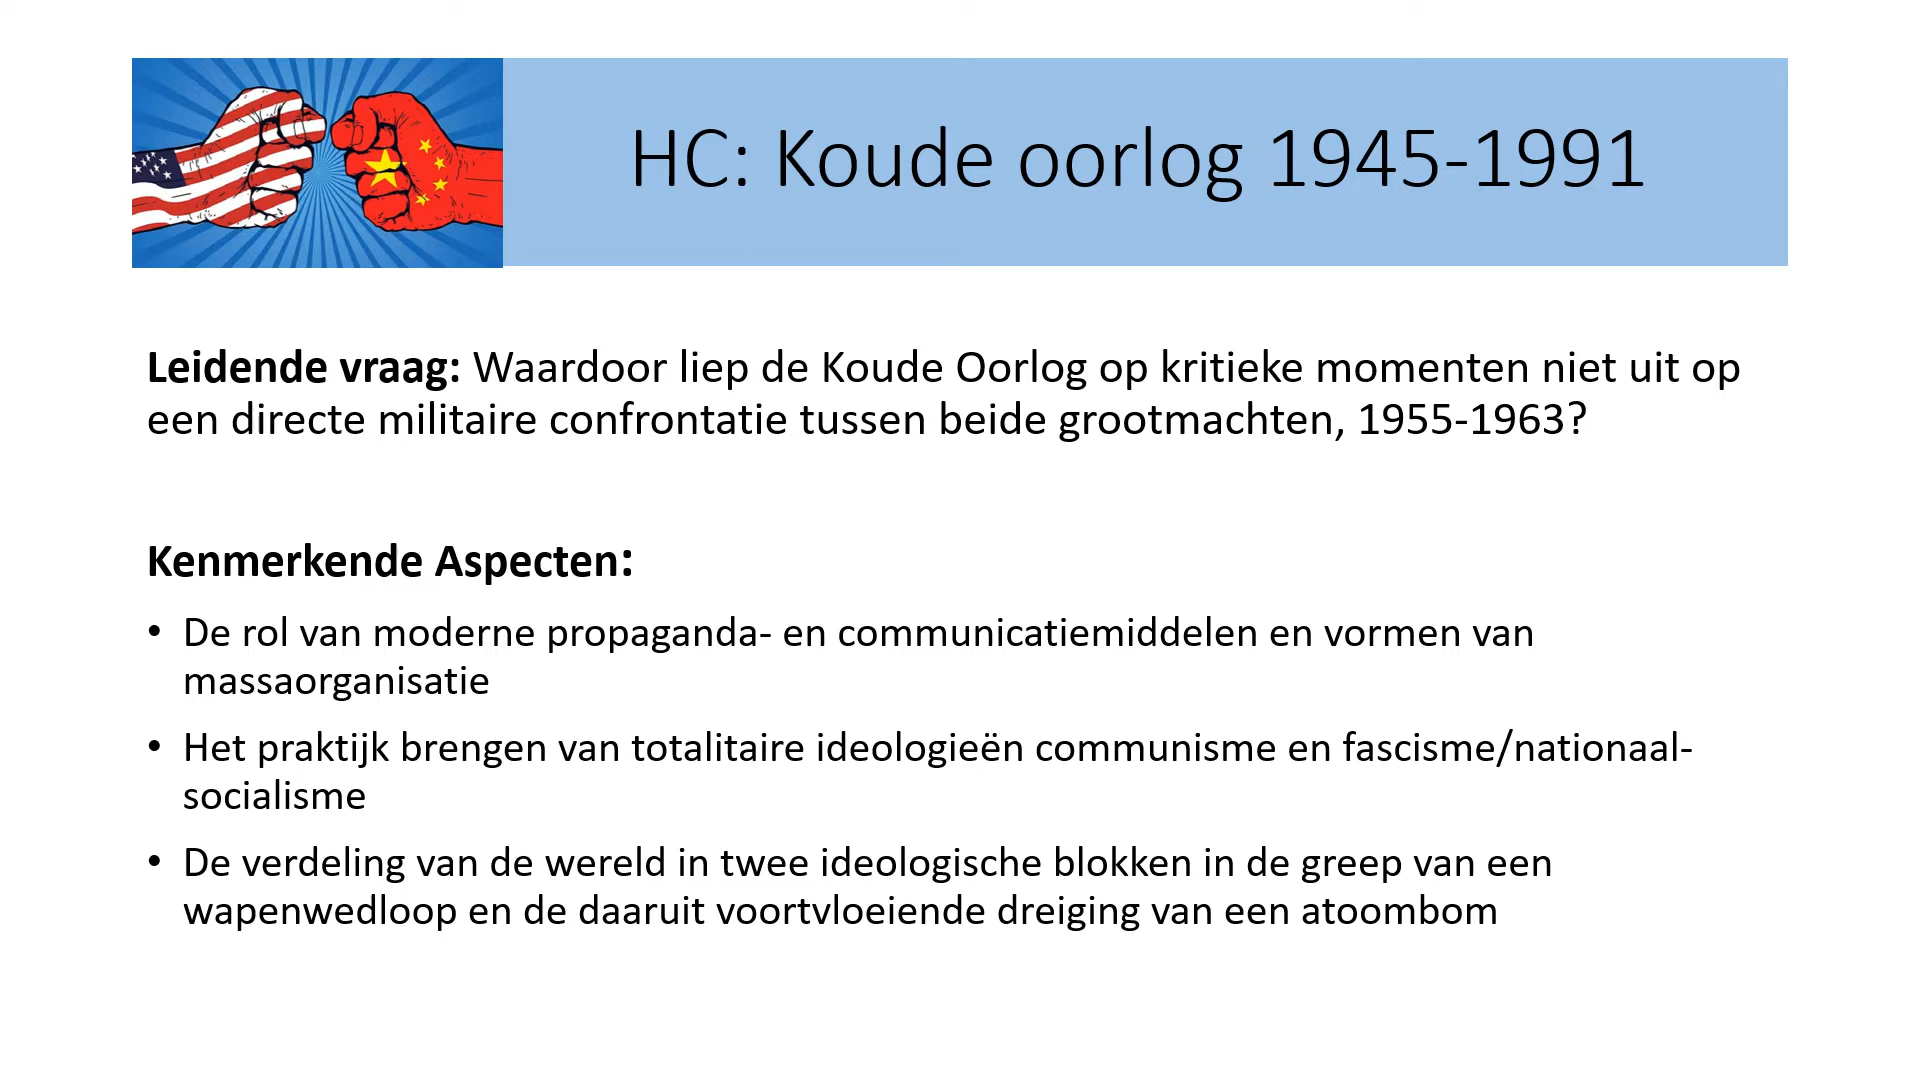 HC: Koude oorlog 1945-1991
Leidende vraag: Waardoor liep de Koude Oorlog op kritieke momenten niet uit op
een directe militaire confrontatie tussen beide grootmachten, 1955-1963?
Kenmerkende Aspecten:
• De rol van moderne propaganda- en communicatiemiddelen en vormen van
massaorganisatie
• Het praktijk brengen van totalitaire ideologieën communisme en fascisme/nationaal-
socialisme
• De verdeling van de wereld in twee ideologische blokken in de greep van een
wapenwedloop en de daaruit voortvloeiende dreiging van een atoombom